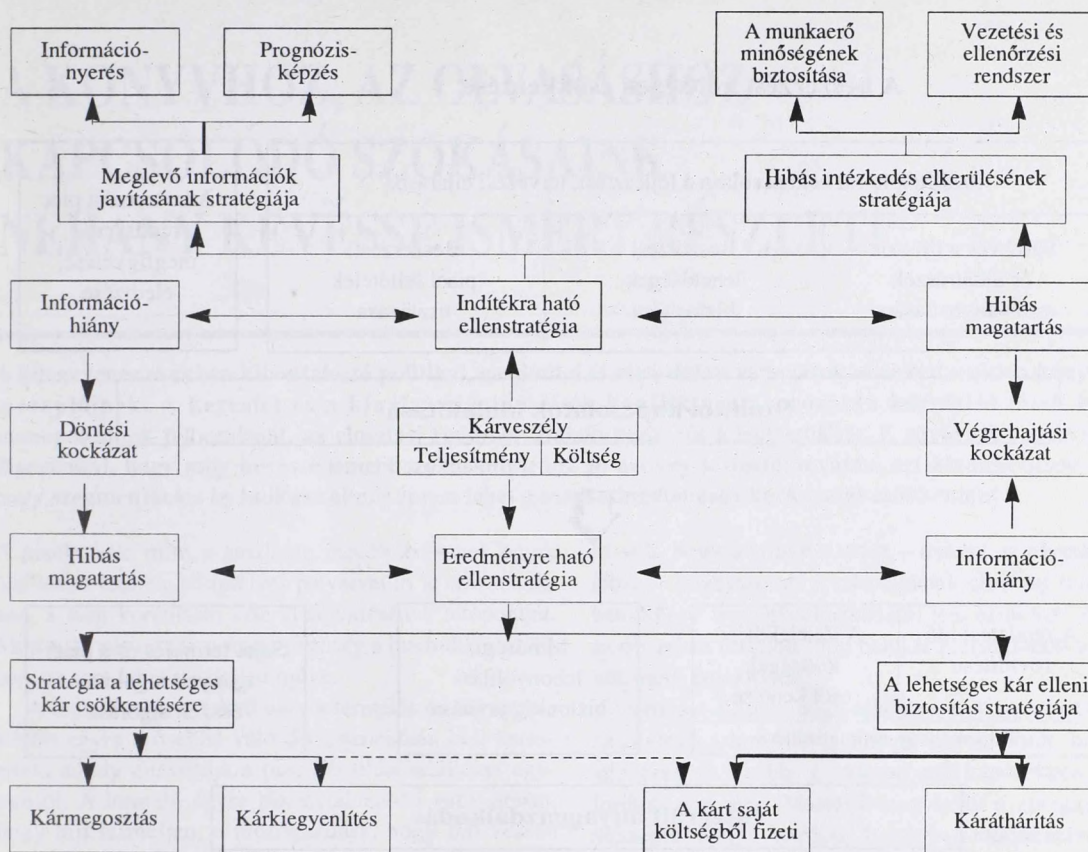 Információ-
nyerés
Prognózis-
képzés
A munkaerő
minőségének
biztosítása
Vezetési és
ellenőrzési
rendszer
Meglevő információk
javításának stratégiája
Hibás intézkedés elkerülésének
stratégiája
Információ-
hiány
Indítékra ható
ellenstratégia
Hibás
magatartás
Döntési
kockázat
Kárveszély
Teljesítmény Költség
Végrehajtási
kockázat
Hibás
magatartás
Eredményre ható
ellenstratégia
Információ-
hiány
Stratégia a lehetséges
kár csökkentésére
A lehetséges kár elleni
biztosítás stratégiája
Kármegosztás
Kárkiegyenlítés
A kárt saját
költségből fizeti
Káráthárítás